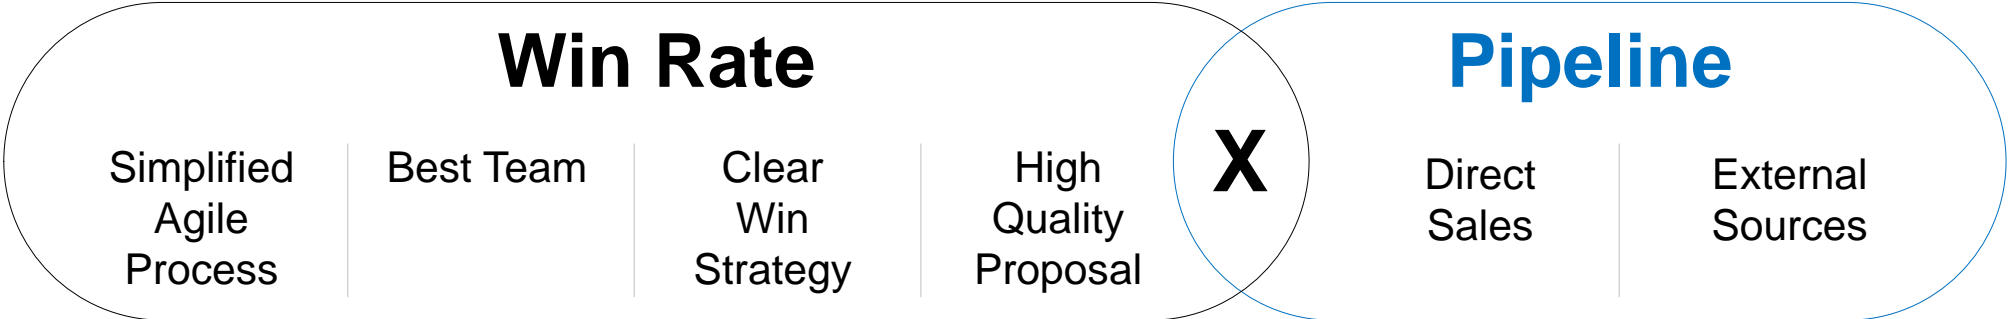 Win Rate
Simplified
Agile
Process
Best Team
Clear
Win
Strategy
High
Quality
Proposal
X
Pipeline
Direct
Sales
External
Sources